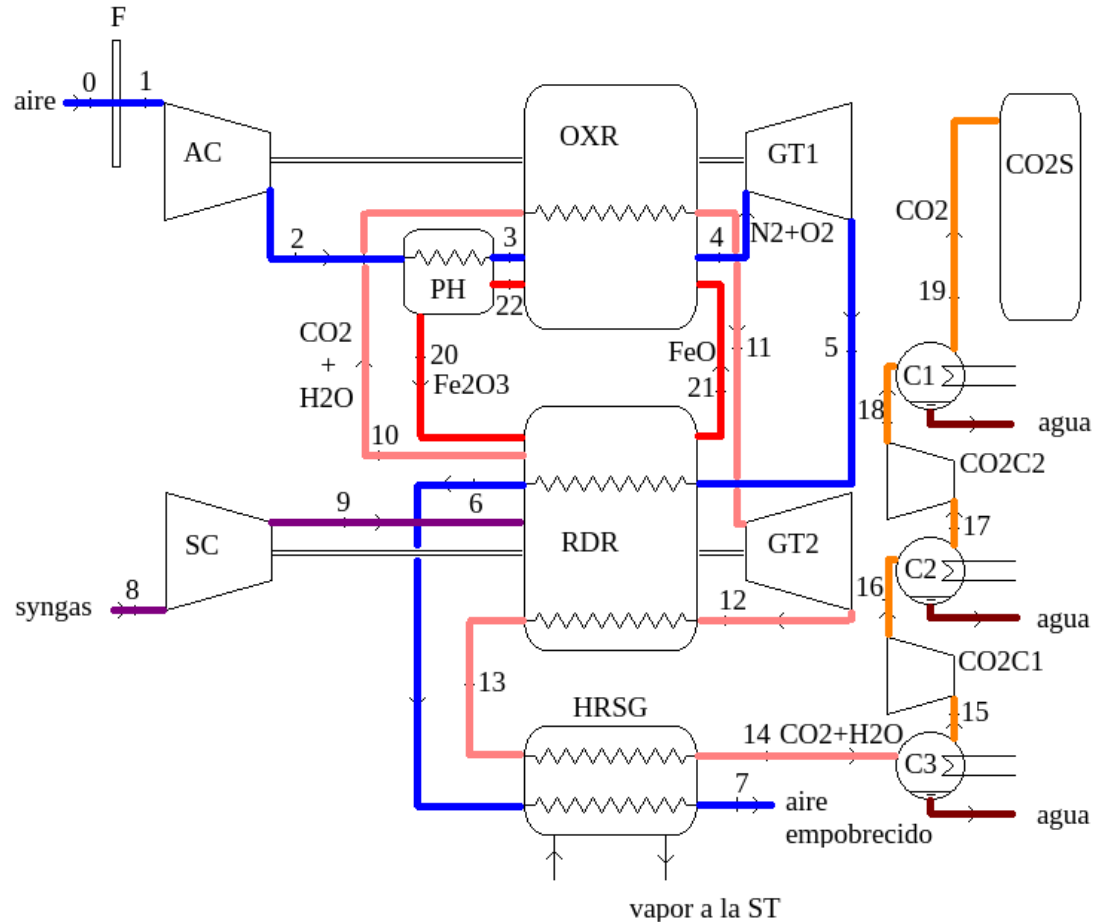 F
aire
0
1
AC
OXR
GT1
CO2S
CO2
2
3
4
N2+O2
PH
22
19
CO2
+
H2O
20
Fe2O3
FeO
21
11
5
C1
18
agua
10
CO2C2
9
6
SC
RDR
GT2
17
C2
syngas
8
16
12
agua
CO2C1
13
HRSG
15
14
CO2+H2O
C3
7
aire
empobrecido
agua
vapor a la ST